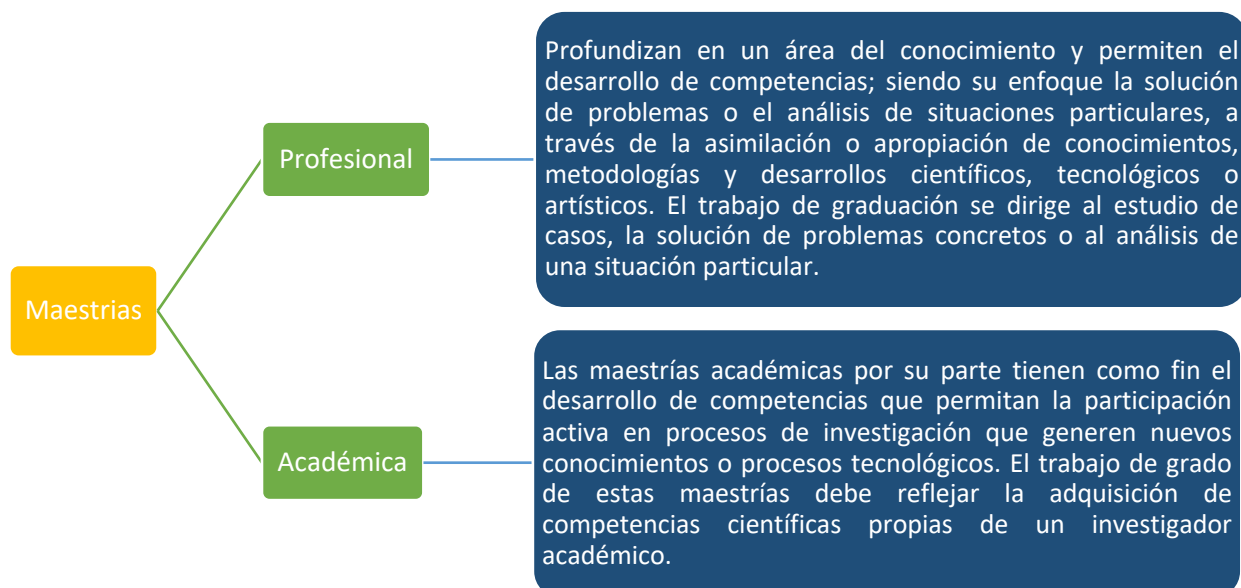 Maestrias
Profesional
Profundizan en un área del conocimiento y permiten el
desarrollo de competencias; siendo su enfoque la solución
de problemas o el análisis de situaciones particulares, a
través de la asimilación o apropiación de conocimientos,
metodologías y desarrollos científicos, tecnológicos o
artísticos. El trabajo de graduación se dirige al estudio de
casos, la solución de problemas concretos o al análisis de
una situación particular.
Académica
Las maestrías académicas por su parte tienen como fin el
desarrollo de competencias que permitan la participación
activa en procesos de investigación que generen nuevos
conocimientos o procesos tecnológicos. El trabajo de grado
de estas maestrías debe reflejar la adquisición de
competencias científicas propias de un investigador
académico.